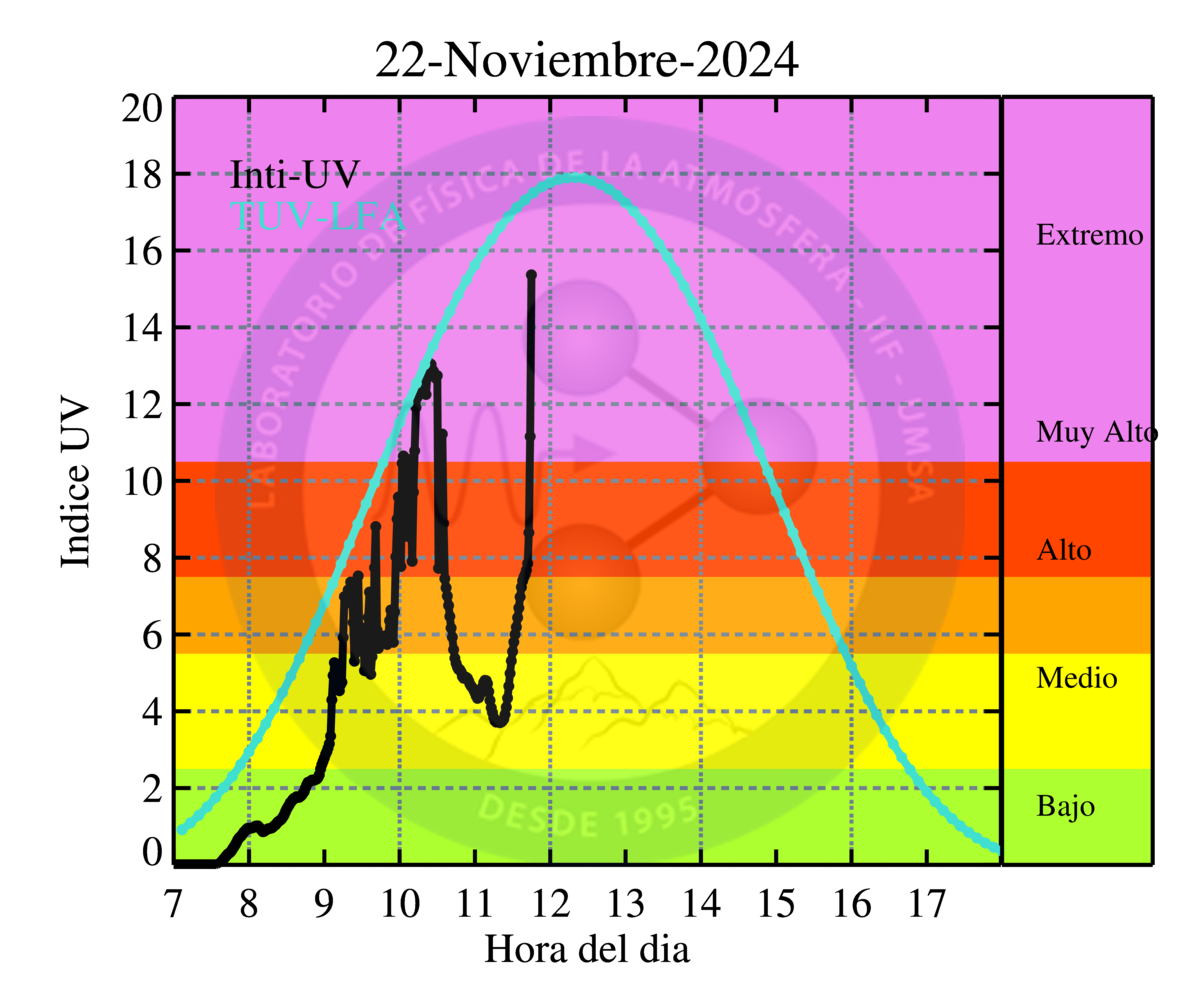 22-Noviembre-2024
20
18
16
14
12
10
8
6
4
2
0
Indice UV
Inti-UV
TUV-LFA
LABORATORIO DE FÍSICA DE LA ATMÓSFERA - IIF - UMSA
DESDE 1995
Extremo
Muy Alto
Alto
Medio
Bajo
7 8 9 10 11 12 13 14 15 16 17
Hora del dia